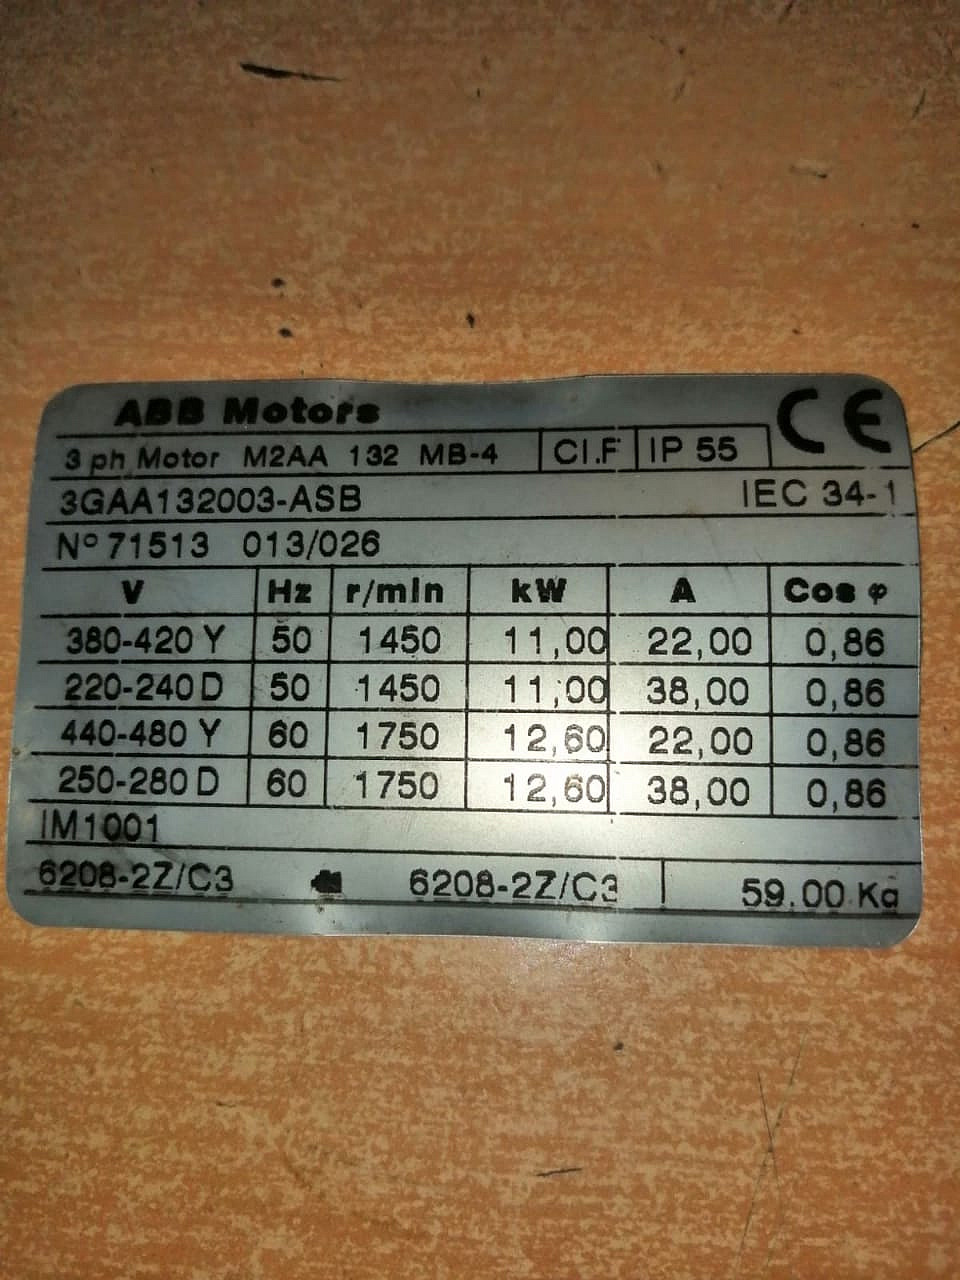 ABB Motors CE
3 ph Motor M2AA 132 MB-4 Cl.F IP 55
3GAA132003-ASB IEC 34-1
Nº 71513 013/026
V Hz r/min kW A Cos φ
380-420 Y 50 1450 11,00 22,00 0,86
220-240 D 50 1450 11,00 38,00 0,86
440-480 Y 60 1750 12,60 22,00 0,86
250-280 D 60 1750 12,60 38,00 0,86
IM1001
6208-2Z/C3 6208-2Z/C3 59.00 Kg